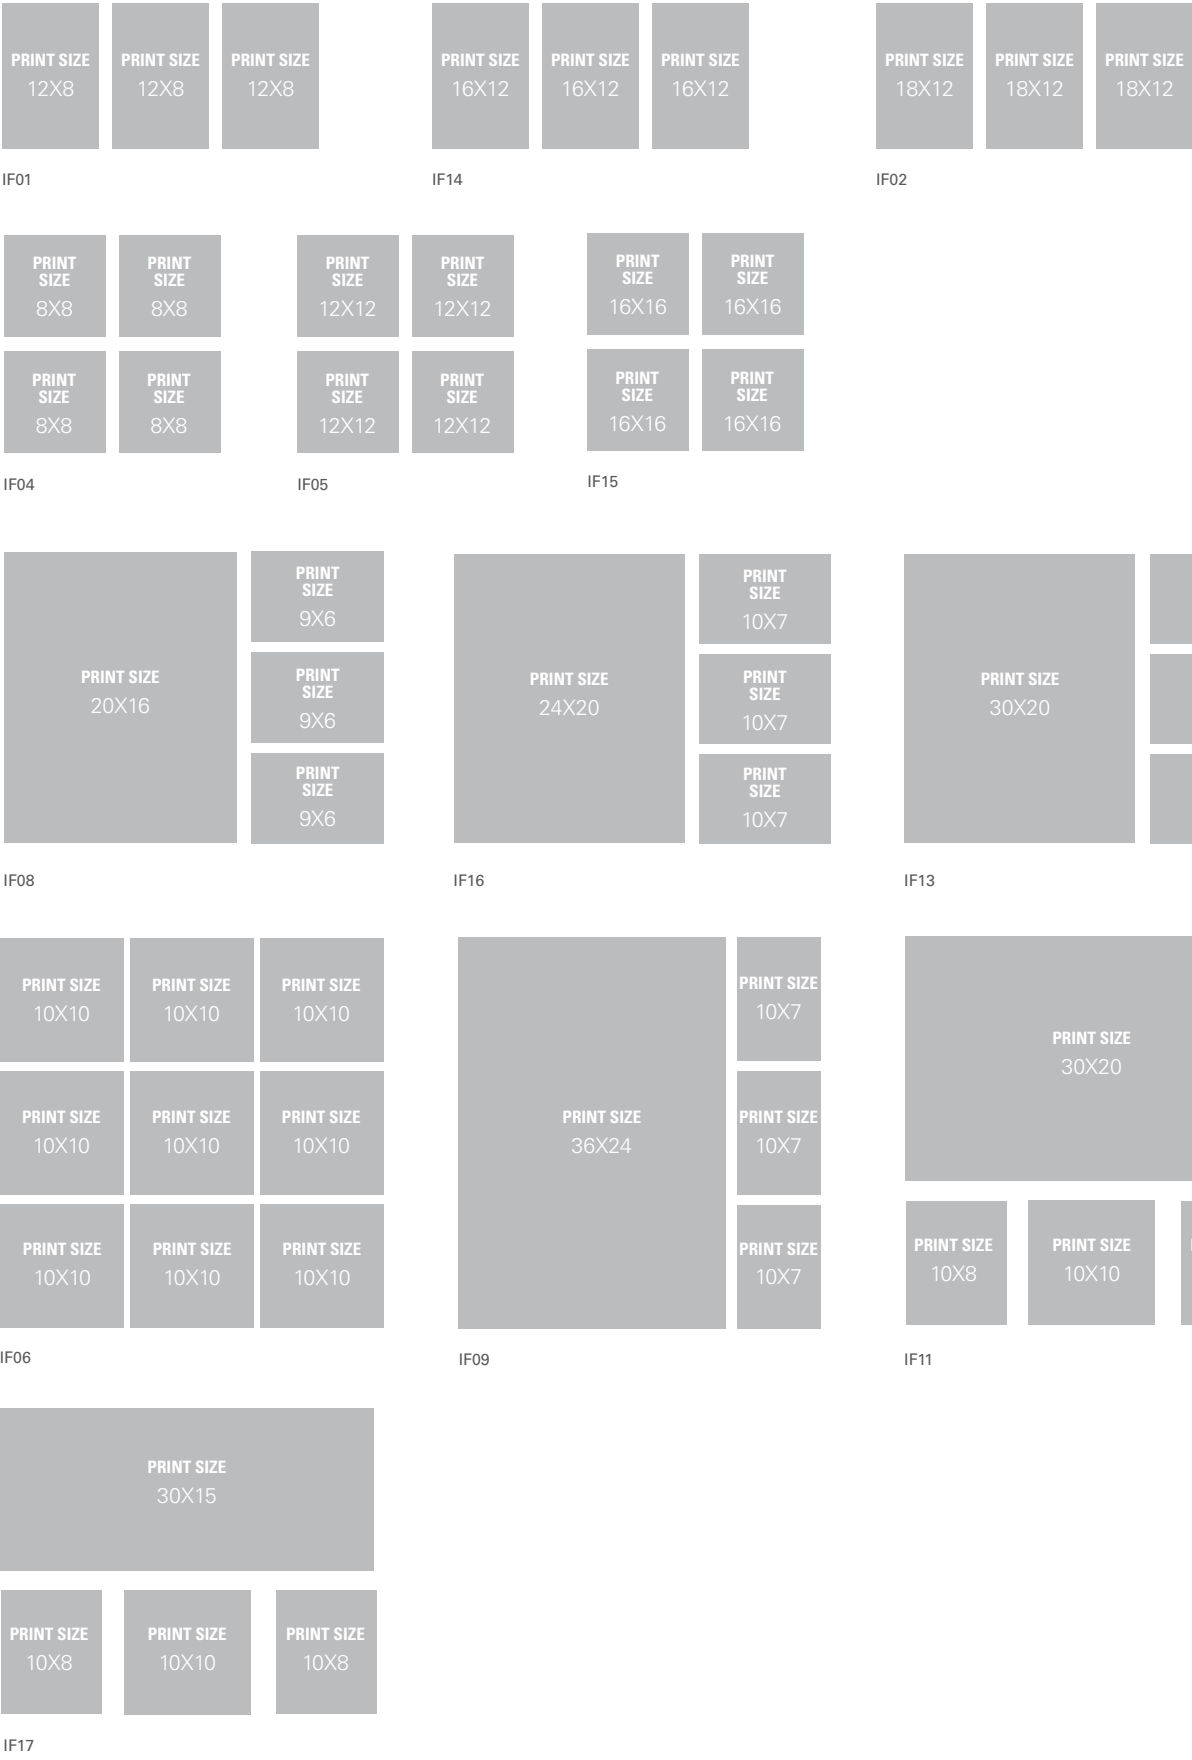 PRINT SIZE
12X8
PRINT SIZE
12X8
PRINT SIZE
12X8
IF01
PRINT SIZE
16X12
PRINT SIZE
16X12
PRINT SIZE
16X12
IF14
PRINT SIZE
18X12
PRINT SIZE
18X12
PRINT SIZE
18X12
IF02
PRINT
SIZE
8X8
PRINT
SIZE
8X8
PRINT
SIZE
8X8
PRINT
SIZE
8X8
IF04
PRINT
SIZE
12X12
PRINT
SIZE
12X12
PRINT
SIZE
12X12
PRINT
SIZE
12X12
IF05
PRINT
SIZE
16X16
PRINT
SIZE
16X16
PRINT
SIZE
16X16
PRINT
SIZE
16X16
IF15
PRINT SIZE
20X16
PRINT
SIZE
9X6
PRINT
SIZE
9X6
PRINT
SIZE
9X6
IF08
PRINT SIZE
24X20
PRINT
SIZE
10X7
PRINT
SIZE
10X7
PRINT
SIZE
10X7
IF16
PRINT SIZE
30X20
IF13
PRINT SIZE
10X10
PRINT SIZE
10X10
PRINT SIZE
10X10
PRINT SIZE
10X10
PRINT SIZE
10X10
PRINT SIZE
10X10
PRINT SIZE
10X10
PRINT SIZE
10X10
PRINT SIZE
10X10
IF06
PRINT SIZE
36X24
PRINT SIZE
10X7
PRINT SIZE
10X7
PRINT SIZE
10X7
IF09
PRINT SIZE
30X20
PRINT SIZE
10X8
PRINT SIZE
10X10
IF11
PRINT SIZE
30X15
PRINT SIZE
10X8
PRINT SIZE
10X10
PRINT SIZE
10X8
IF17